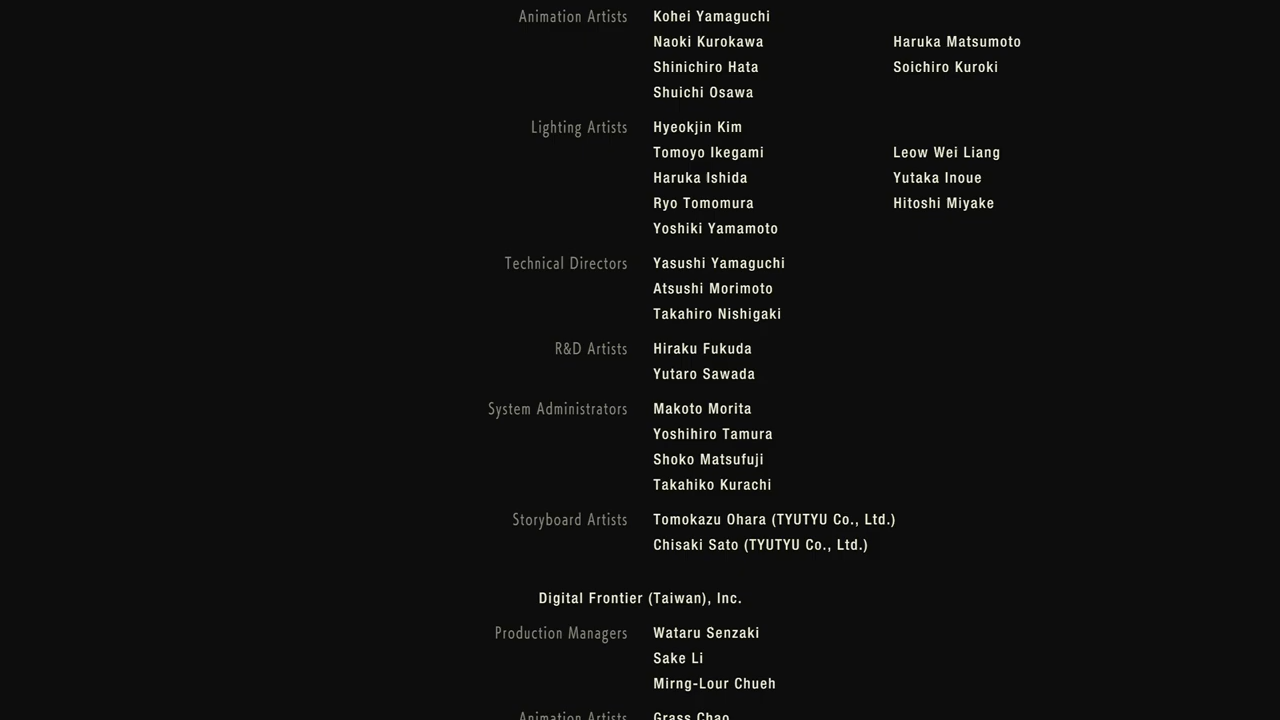 Animation Artists Kohei Yamaguchi
Naoki Kurokawa Haruka Matsumoto
Shinichiro Hata Soichiro Kuroki
Shuichi Osawa
Lighting Artists Hyeokjin Kim
Tomoyo Ikegami Leow Wei Liang
Haruka Ishida Yutaka Inoue
Ryo Tomomura Hitoshi Miyake
Yoshiki Yamamoto
Technical Directors Yasushi Yamaguchi
Atsushi Morimoto
Takahiro Nishigaki
R&D Artists Hiraku Fukuda
Yutaro Sawada
System Administrators Makoto Morita
Yoshihiro Tamura
Shoko Matsufuji
Takahiko Kurachi
Storyboard Artists Tomokazu Ohara (TYUTYU Co., Ltd.)
Chisaki Sato (TYUTYU Co., Ltd.)
Digital Frontier (Taiwan), Inc.
Production Managers Wataru Senzaki
Sake Li
Mirng-Lour Chueh
Animation Artists Grass Chao